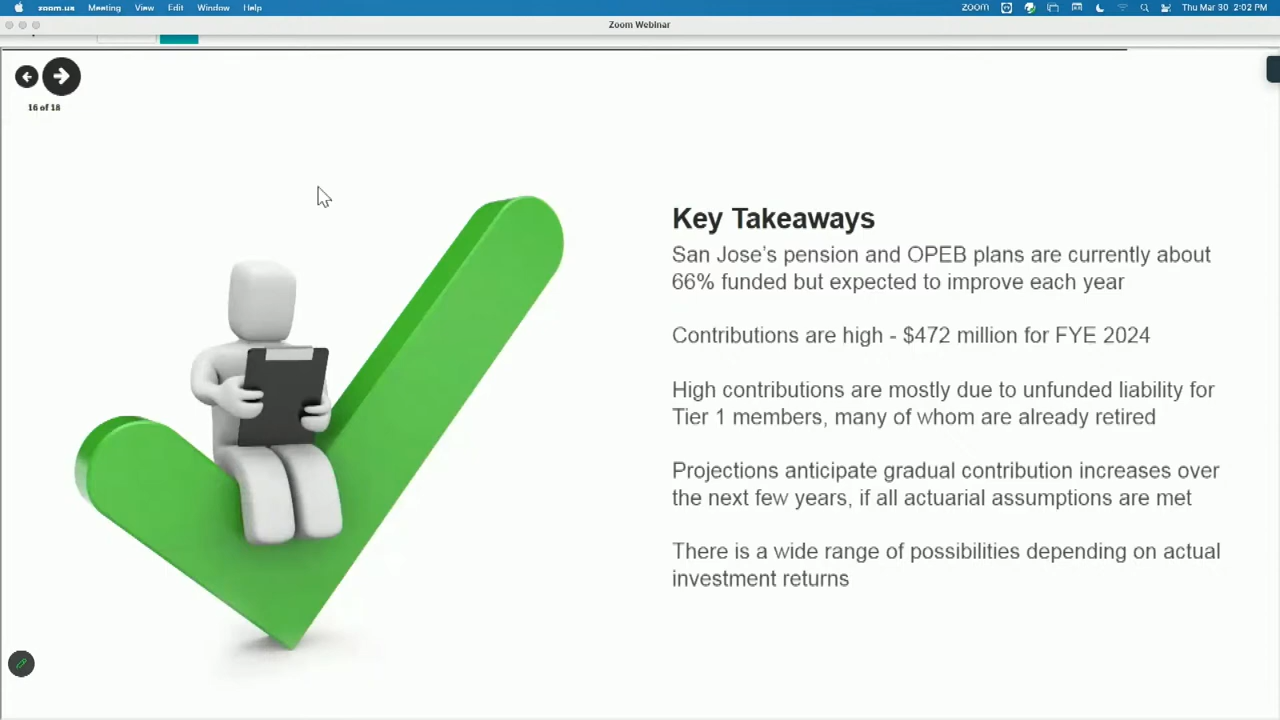 zoom.us Meeting View Edit Window Help zoom Thu Mar 30 2:02 PM
Zoom Webinar
16 of 18
Key Takeaways
San Jose's pension and OPEB plans are currently about
66% funded but expected to improve each year
Contributions are high - $472 million for FYE 2024
High contributions are mostly due to unfunded liability for
Tier 1 members, many of whom are already retired
Projections anticipate gradual contribution increases over
the next few years, if all actuarial assumptions are met
There is a wide range of possibilities depending on actual
investment returns